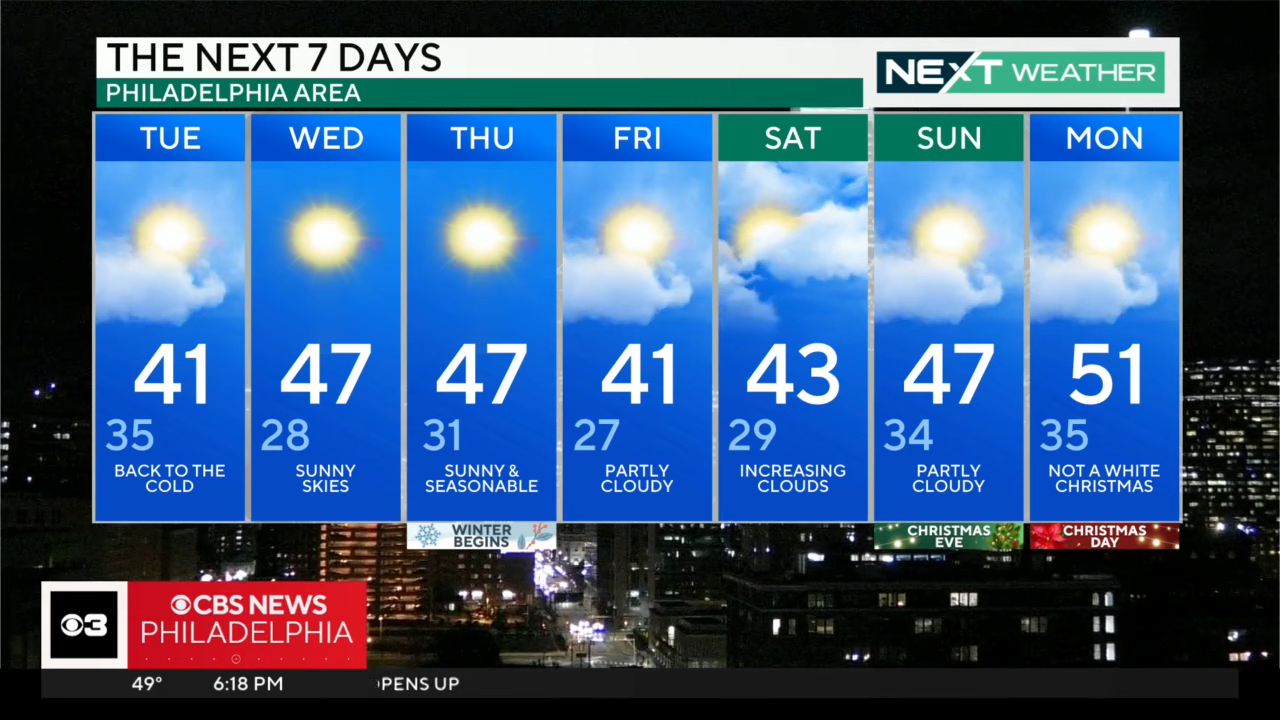 THE NEXT 7 DAYS
NEXT WEATHER
PHILADELPHIA AREA
TUE WED THU FRI SAT SUN MON
41 47 47 41 43 47 51
35 28 31 27 29 34 35
BACK TO THE SUNNY SUNNY & PARTLY INCREASING PARTLY NOT A WHITE
COLD SKIES SEASONABLE CLOUDY CLOUDS CLOUDY CHRISTMAS
WINTER CHRISTMAS CHRISTMAS
BEGINS EVE DAY
3 CBS NEWS
PHILADELPHIA
49° 6:18 PM PENS UP